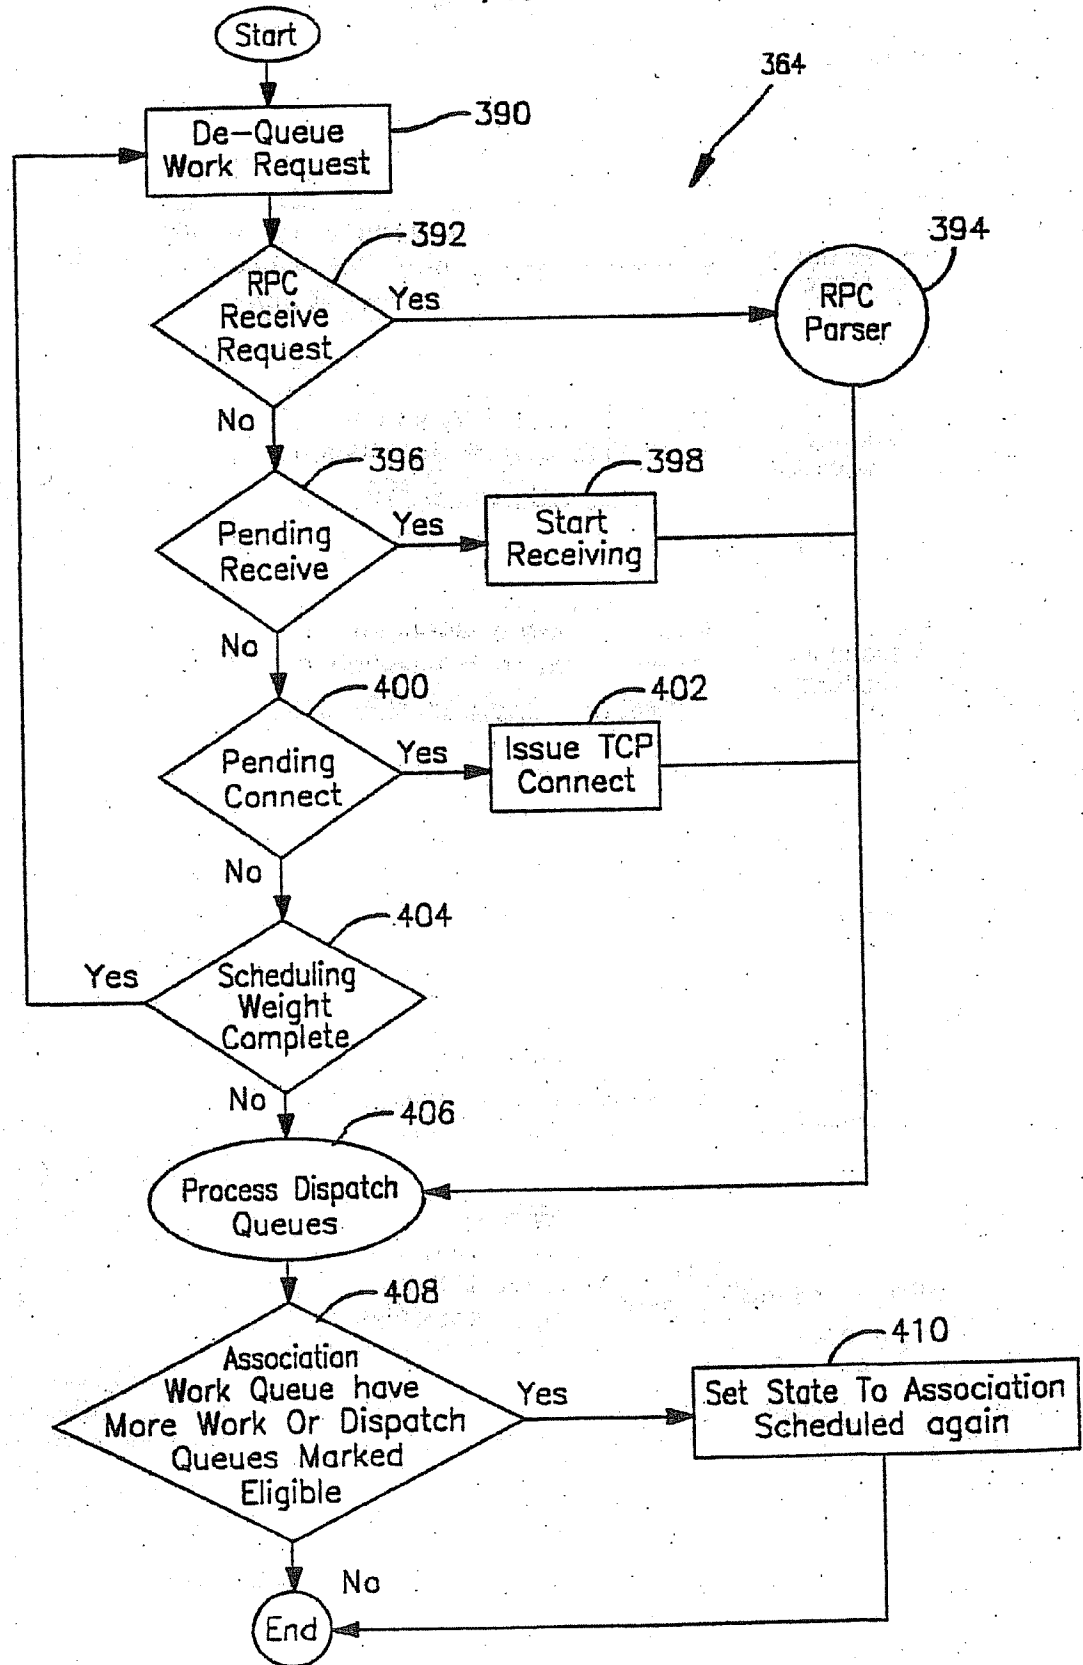 Start
364
De-Queue
Work Request
390
392
RPC
Receive
Request
Yes
394
RPC
Parser
No
396
Pending
Receive
Yes
398
Start
Receiving
No
400
Pending
Connect
Yes
402
Issue TCP
Connect
No
404
Scheduling
Weight
Complete
Yes
No
406
Process Dispatch
Queues
408
Association
Work Queue have
More Work Or Dispatch
Queues Marked
Eligible
Yes
410
Set State To Association
Scheduled again
No
End